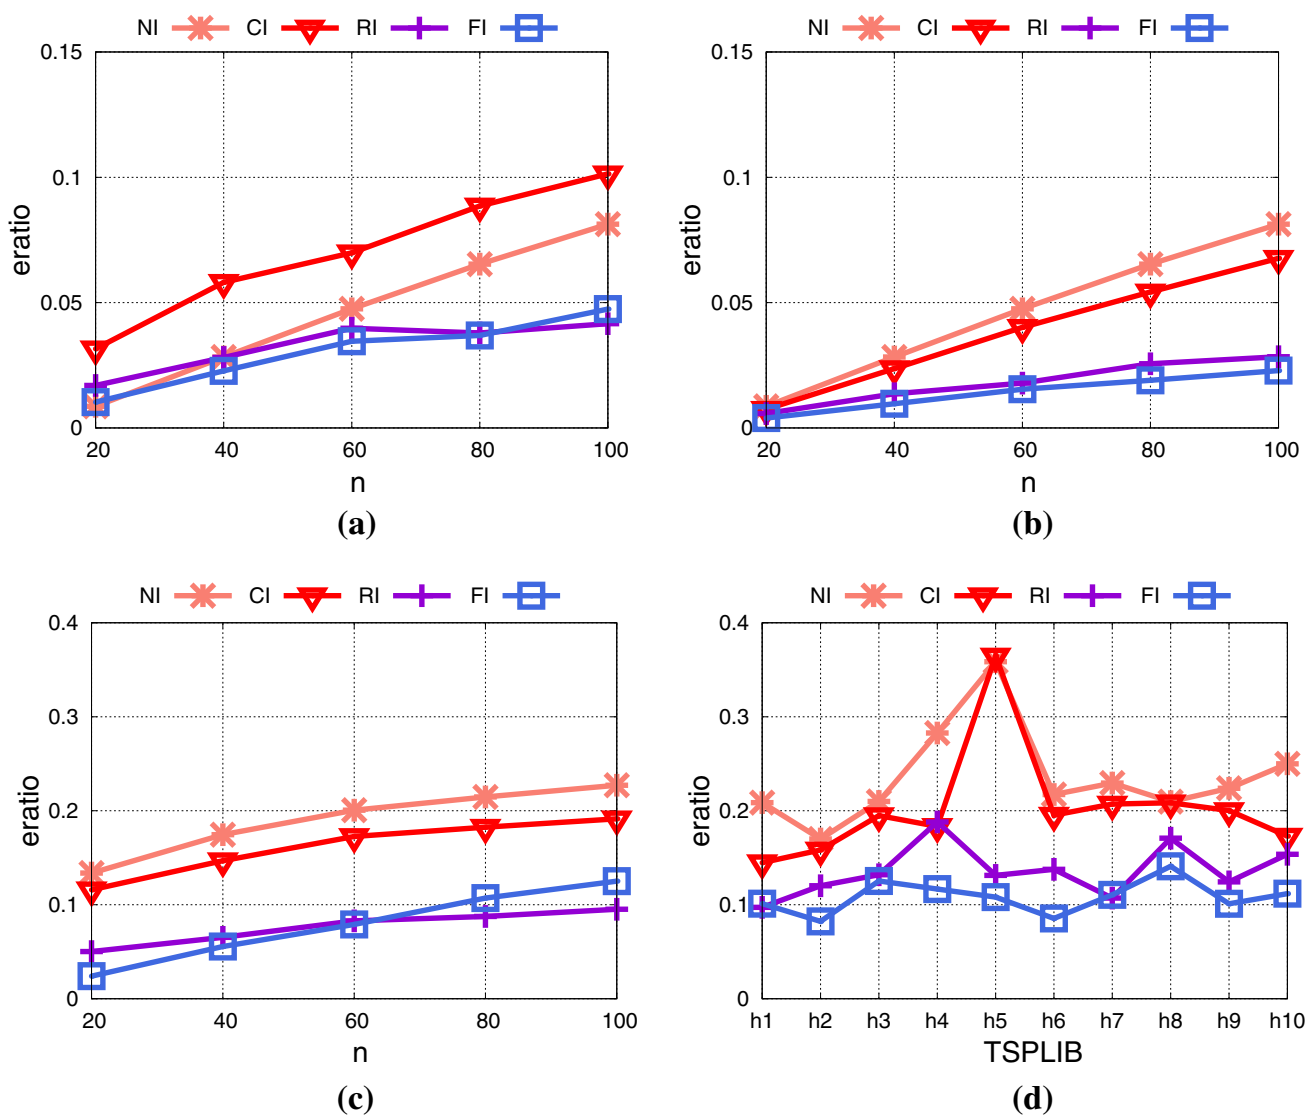 NI CI RI FI
0.15
0.1
0.05
0
eratio
20 40 60 80 100
n
(a)
NI CI RI FI
0.15
0.1
0.05
0
eratio
20 40 60 80 100
n
(b)
NI CI RI FI
0.4
0.3
0.2
0.1
0
eratio
20 40 60 80 100
n
(c)
NI CI RI FI
0.4
0.3
0.2
0.1
0
eratio
h1 h2 h3 h4 h5 h6 h7 h8 h9 h10
TSPLIB
(d)